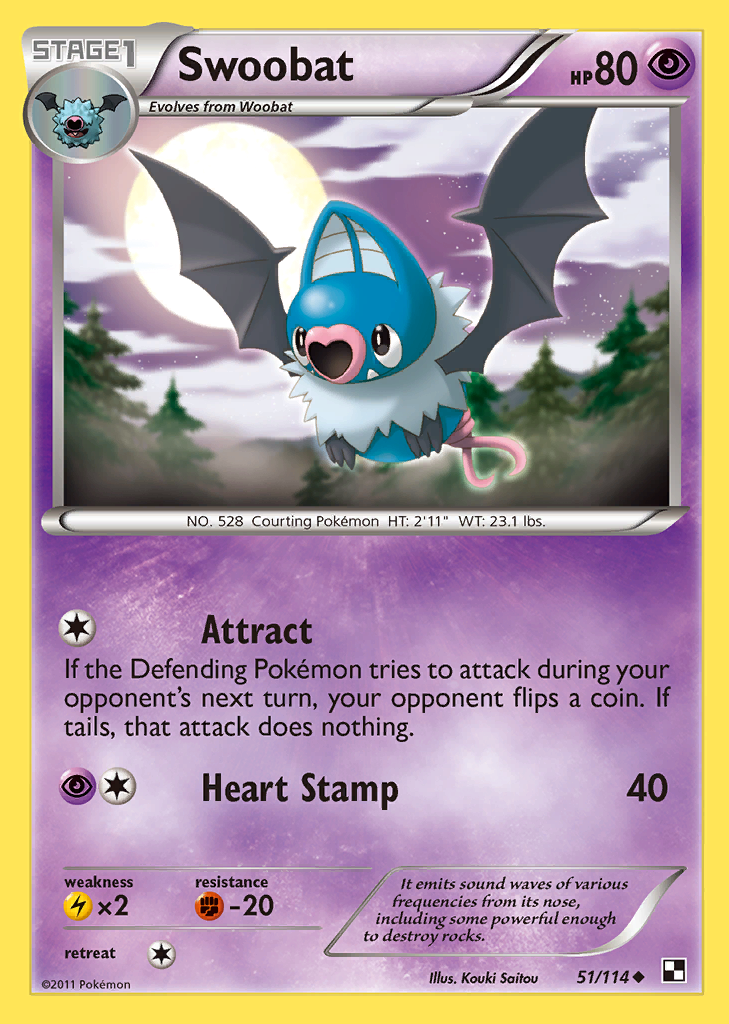 STAGE1
Swoobat
HP80
Evolves from Woobat
NO. 528 Courting Pokémon HT: 2'11" WT: 23.1 lbs.
Attract
If the Defending Pokémon tries to attack during your
opponent's next turn, your opponent flips a coin. If
tails, that attack does nothing.
Heart Stamp 40
weakness
×2
resistance
-20
retreat
It emits sound waves of various
frequencies from its nose,
including some powerful enough
to destroy rocks.
©2011 Pokémon
Illus. Kouki Saitou
51/114